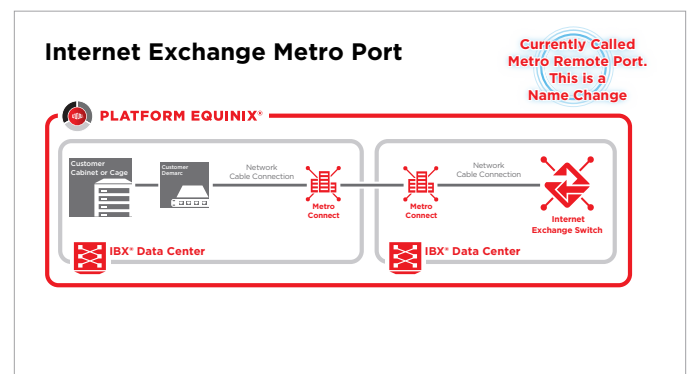 Internet Exchange Metro Port
Currently Called
Metro Remote Port.
This is a
Name Change
PLATFORM EQUINIX®
Customer
Cabinet or Cage
Customer
Demarc
Network
Cable Connection
Metro
Connect
IBX® Data Center
Metro
Connect
Network
Cable Connection
Internet
Exchange Switch
IBX® Data Center